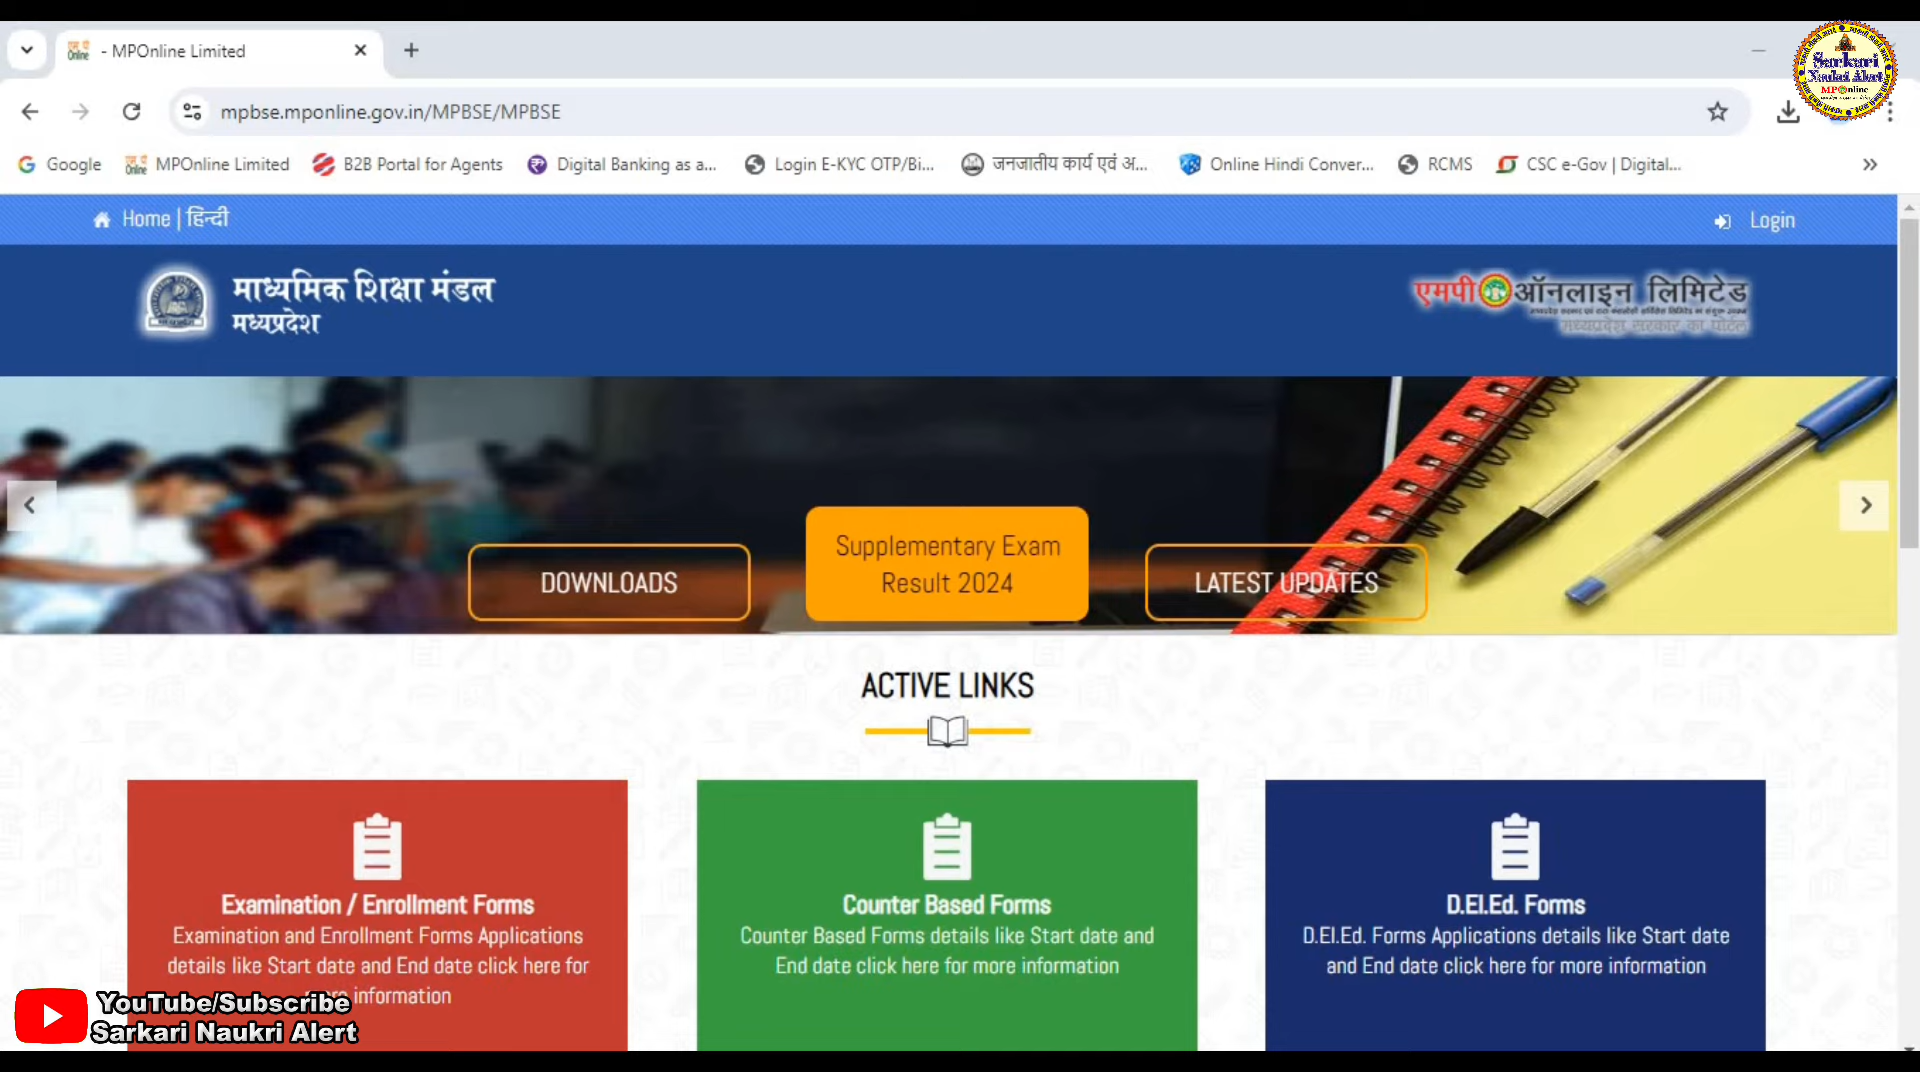 - MPOnline Limited
Sarkari
Naukri Alert
MPOnline
mpbse.mponline.gov.in/MPBSE/MPBSE
Google
MPOnline Limited
B2B Portal for Agents
Digital Banking as a...
Login E-KYC OTP/Bi...
जनजातीय कार्य एवं अ...
Online Hindi Conver...
RCMS
CSC e-Gov | Digital...
Home | हिन्दी
Login
माध्यमिक शिक्षा मंडल
मध्यप्रदेश
एमपी ऑनलाइन लिमिटेड
मध्यप्रदेश सरकार का पोर्टल
DOWNLOADS
Supplementary Exam
Result 2024
LATEST UPDATES
ACTIVE LINKS
Examination / Enrollment Forms
Examination and Enrollment Forms Applications
details like Start date and End date click here for
more information
Counter Based Forms
Counter Based Forms details like Start date and
End date click here for more information
D.El.Ed. Forms
D.El.Ed. Forms Applications details like Start date
and End date click here for more information
YouTube/Subscribe
Sarkari Naukri Alert